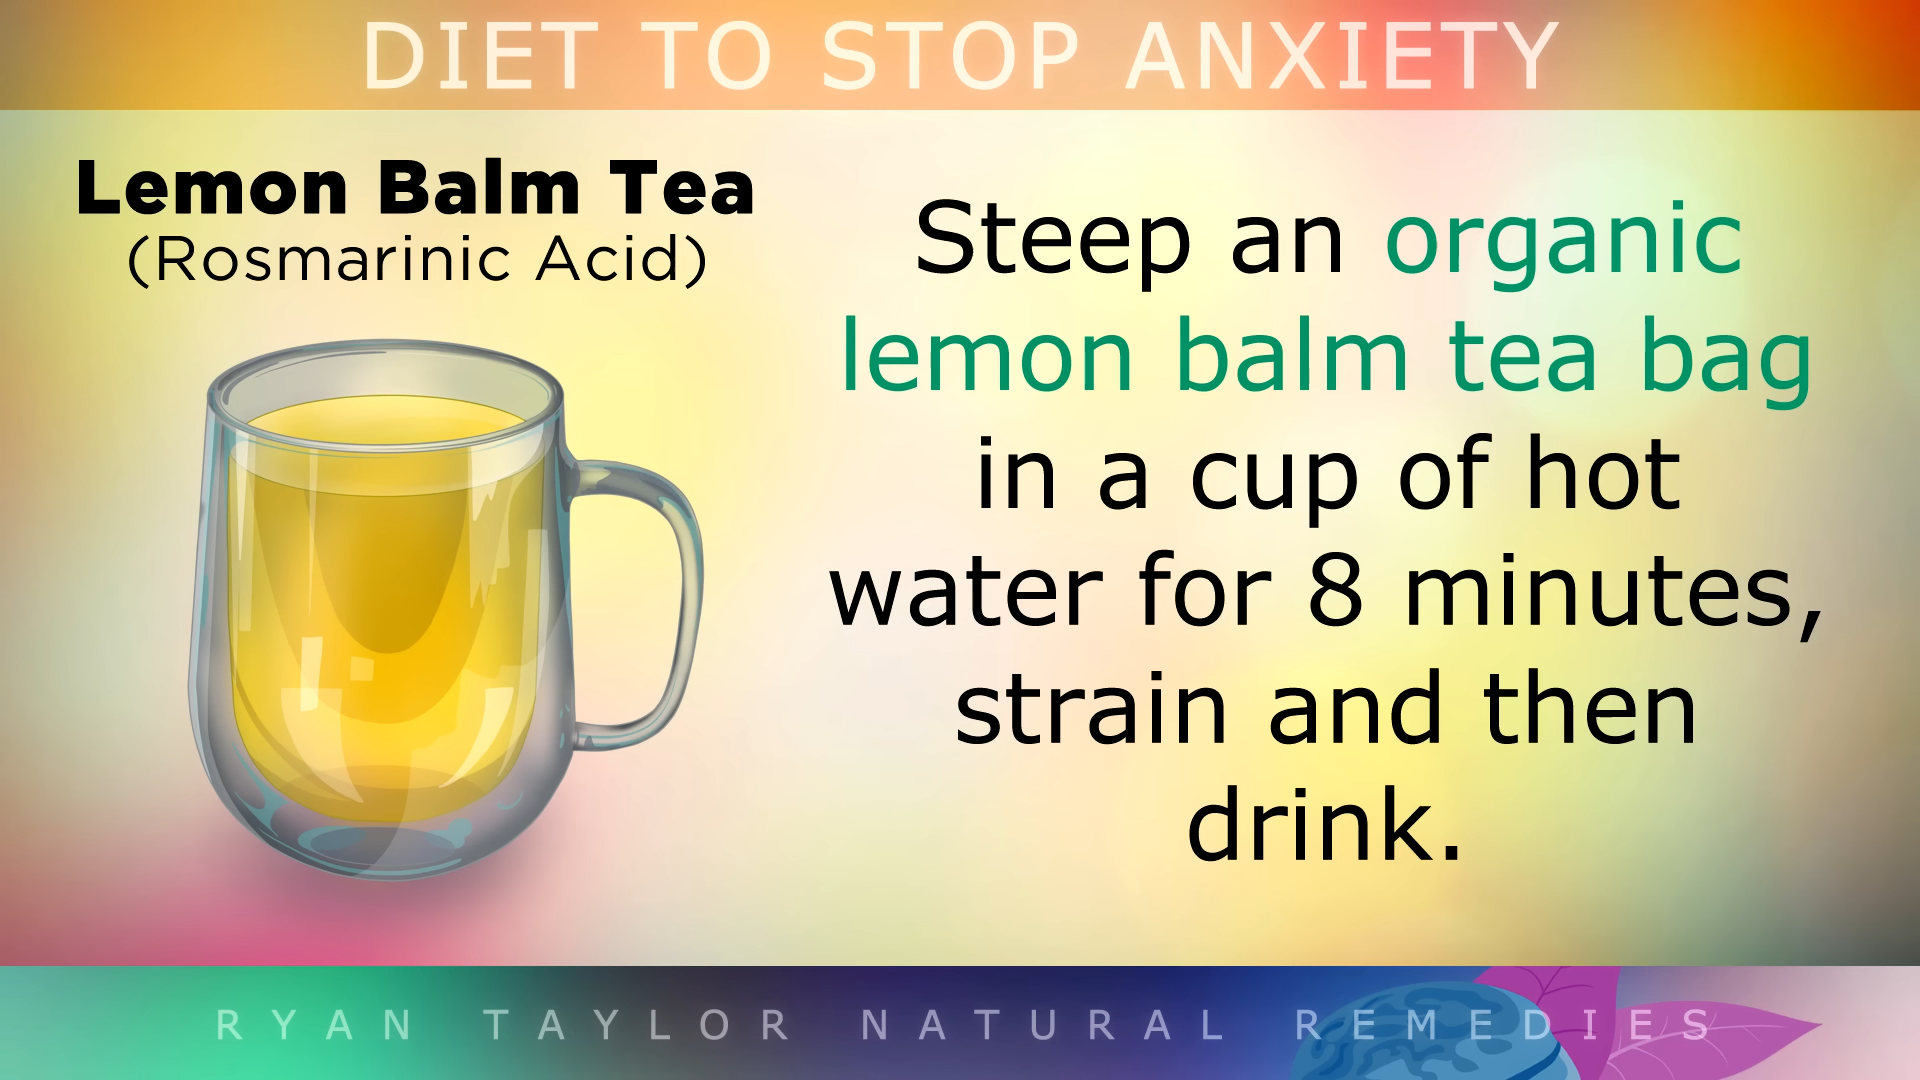 DIET TO STOP ANXIETY
Lemon Balm Tea
(Rosmarinic Acid)
Steep an organic
lemon balm tea bag
in a cup of hot
water for 8 minutes,
strain and then
drink.
RYAN TAYLOR NATURAL REMEDIES